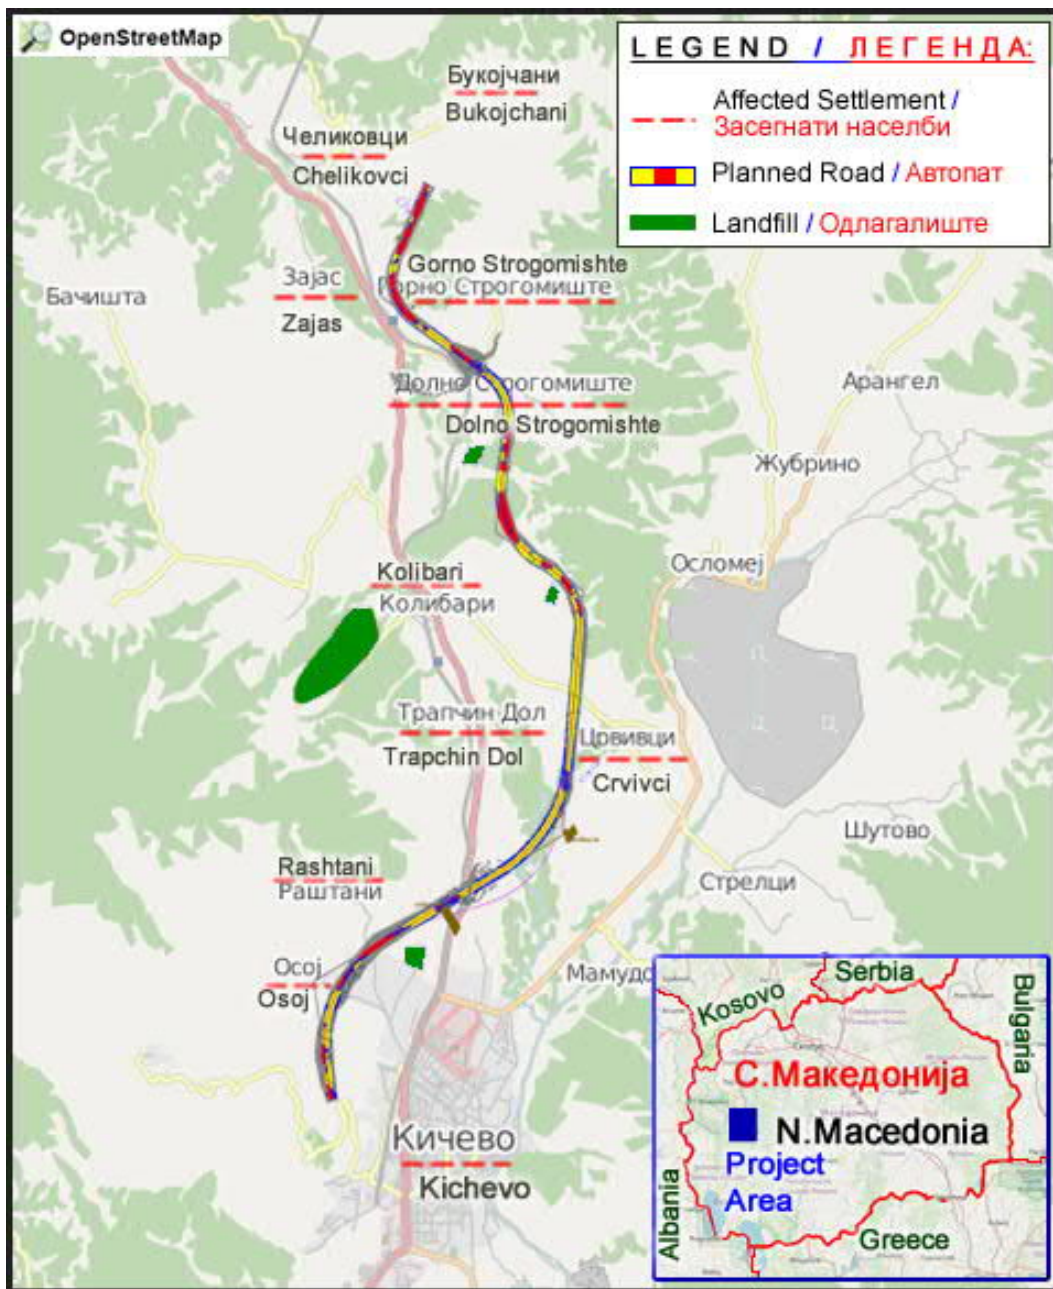 OpenStreetMap
LEGEND / ЛЕГЕНДА:
Affected Settlement /
Засегнати населби
Planned Road / Автопат
Landfill / Одлагалиште
Букојчани
Bukojchani
Челиковци
Chelikovci
Gorno Strogomishte
Горно Строгомиште
Зајас
Zajas
Бачишта
Долно Строгомиште
Dolno Strogomishte
Арангел
Жубрино
Осломеј
Kolibari
Колибари
Трапчин Дол
Trapchin Dol
Црвивци
Crvivci
Шутово
Стрелци
Rashtani
Раштани
Осој
Osoj
Мамудо
Кичево
Kichevo
Serbia
Kosovo
Bulgaria
С.Македонија
N.Macedonia
Project
Area
Albania
Greece